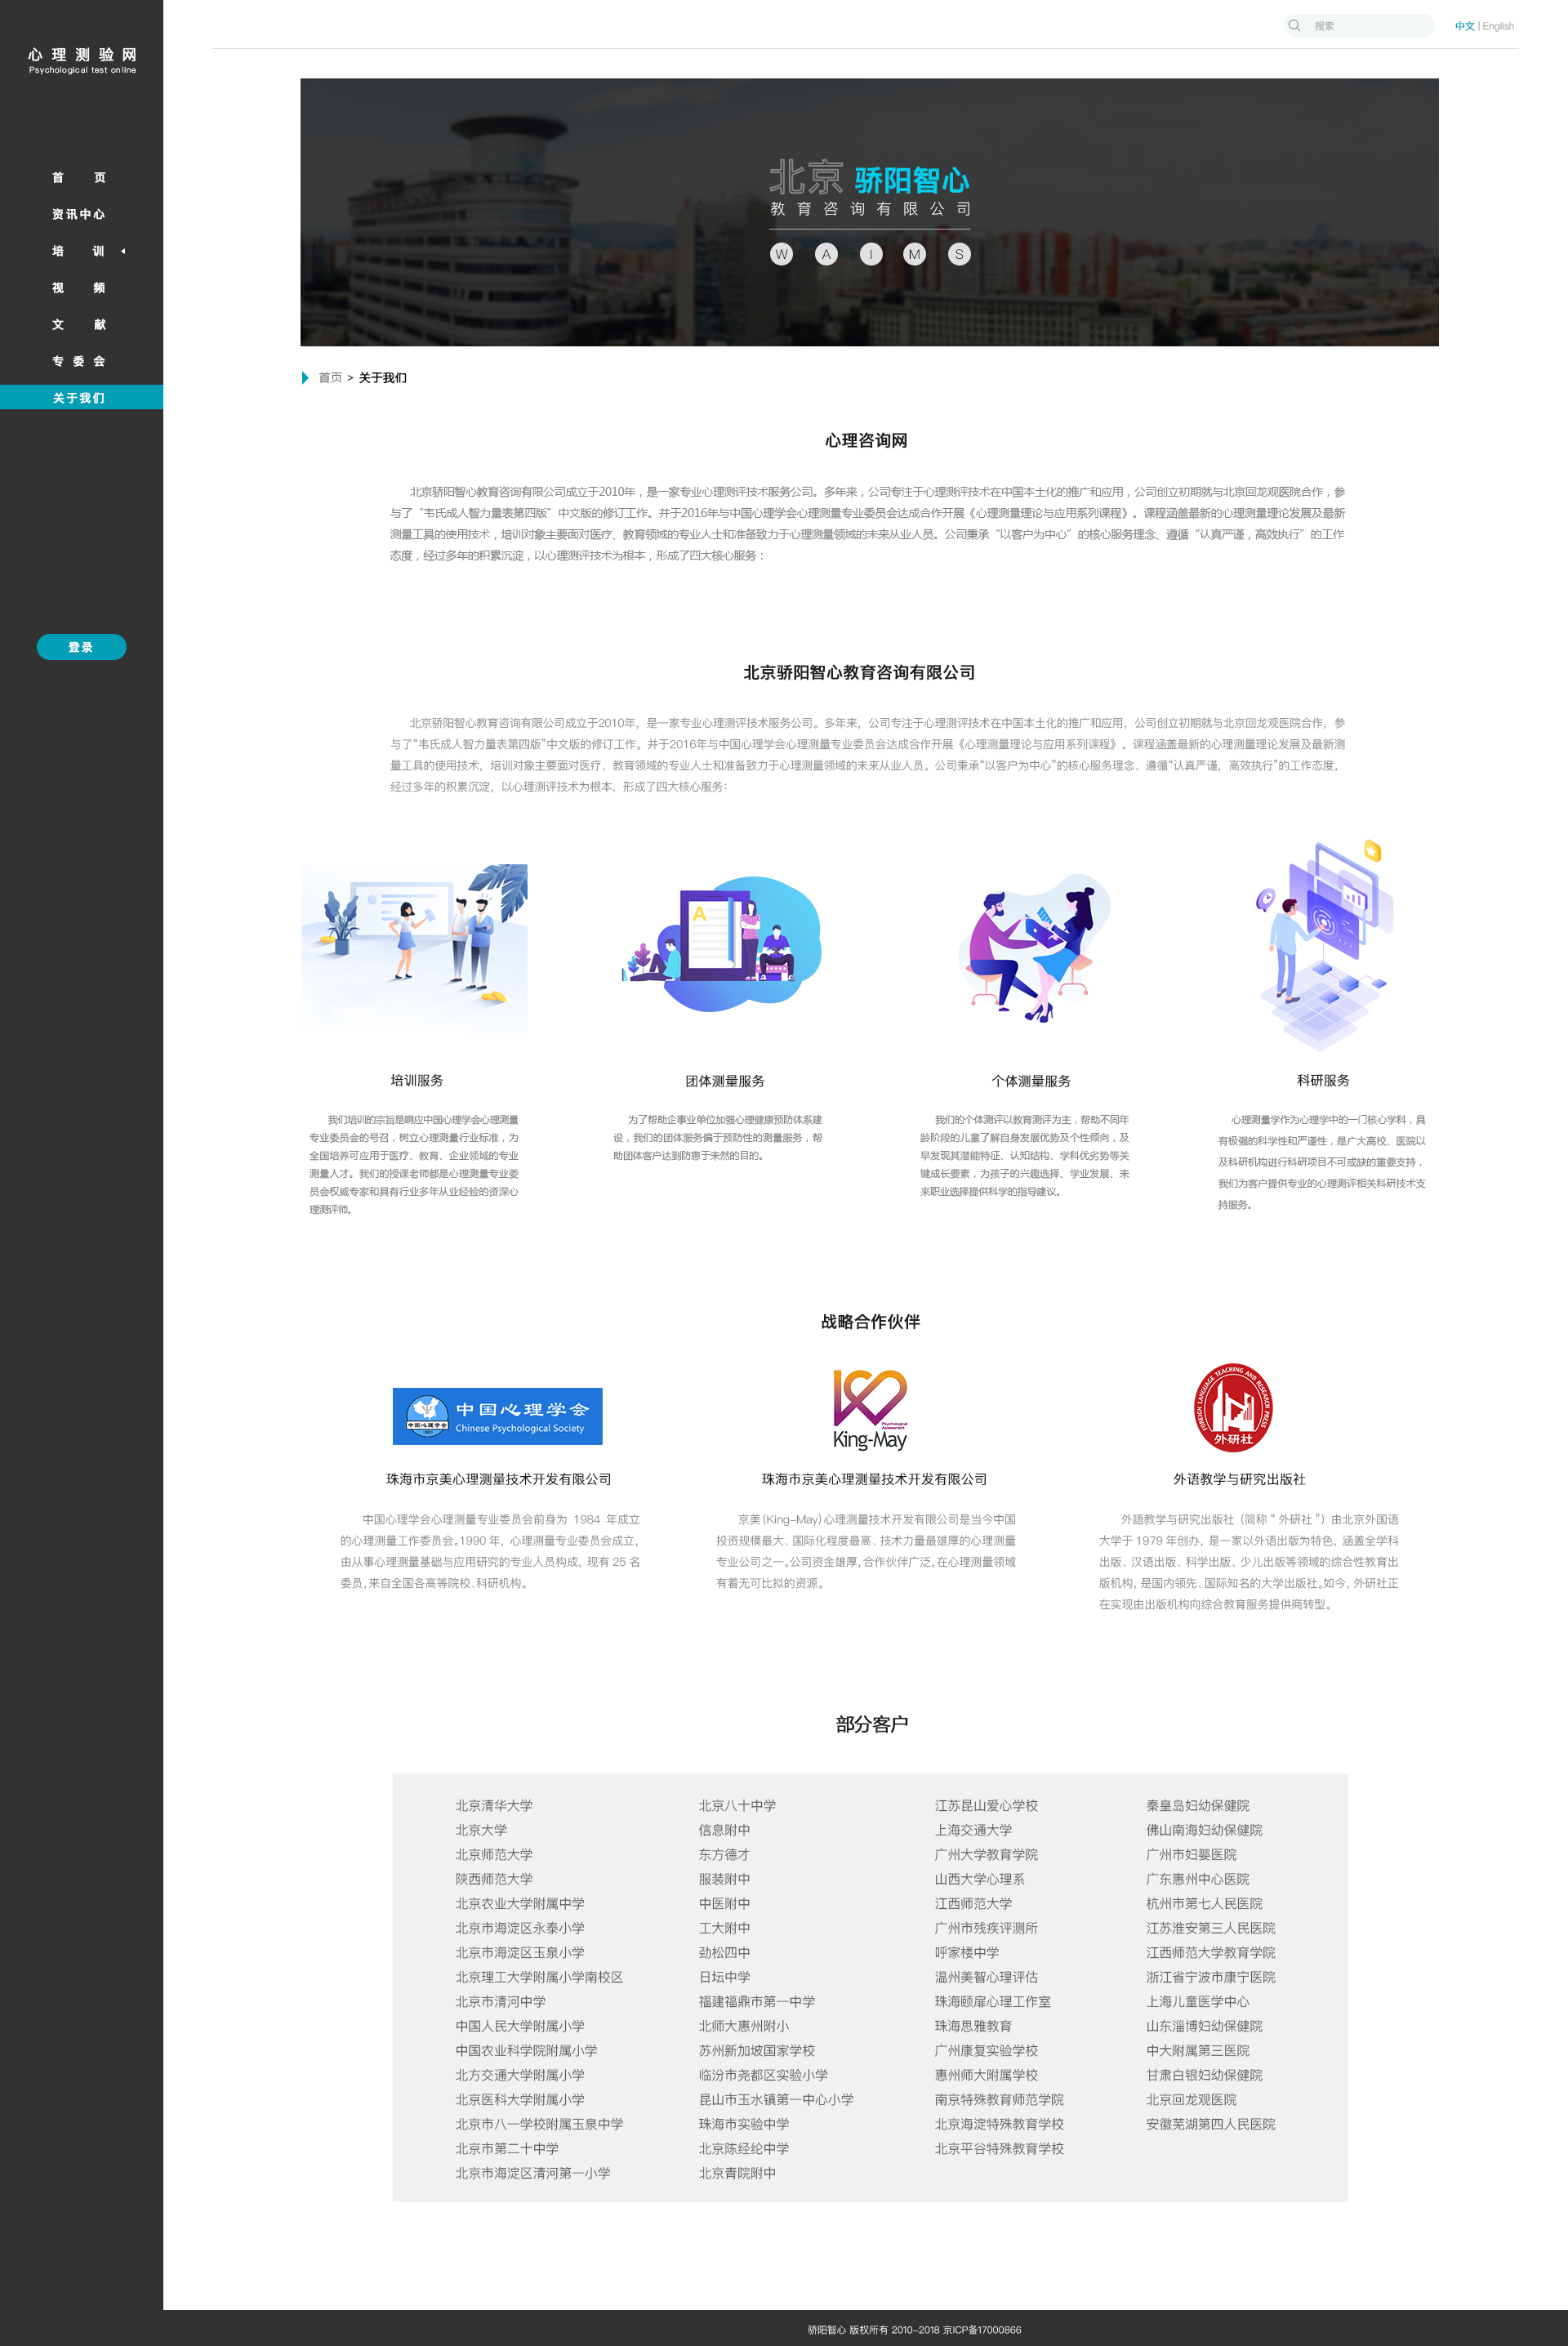 心理测验网
Psychological test online
首 页
资讯中心
培 训
视 频
文 献
专 委 会
关于我们
登录
搜索
中文 | English
北京 骄阳智心
教育咨询有限公司
W A I M S
首页 > 关于我们
心理咨询网
北京骄阳智心教育咨询有限公司成立于2010年，是一家专业心理测评技术服务公司。多年来，公司专注于心理测评技术在中国本土化的推广和应用，公司创立初期就与北京回龙观医院合作，参
与了“韦氏成人智力量表第四版”中文版的修订工作。并于2016年与中国心理学会心理测量专业委员会达成合作开展《心理测量理论与应用系列课程》。课程涵盖最新的心理测量理论发展及最新
测量工具的使用技术，培训对象主要面对医疗、教育领域的专业人士和准备致力于心理测量领域的未来从业人员。公司秉承“以客户为中心”的核心服务理念、遵循“认真严谨，高效执行”的工作
态度，经过多年的积累沉淀，以心理测评技术为根本，形成了四大核心服务：
北京骄阳智心教育咨询有限公司
北京骄阳智心教育咨询有限公司成立于2010年，是一家专业心理测评技术服务公司。多年来，公司专注于心理测评技术在中国本土化的推广和应用，公司创立初期就与北京回龙观医院合作，参
与了“韦氏成人智力量表第四版”中文版的修订工作。并于2016年与中国心理学会心理测量专业委员会达成合作开展《心理测量理论与应用系列课程》。课程涵盖最新的心理测量理论发展及最新测
量工具的使用技术，培训对象主要面对医疗、教育领域的专业人士和准备致力于心理测量领域的未来从业人员。公司秉承“以客户为中心”的核心服务理念、遵循“认真严谨，高效执行”的工作态度，
经过多年的积累沉淀，以心理测评技术为根本，形成了四大核心服务：
A
培训服务
我们培训的宗旨是响应中国心理学会心理测量
专业委员会的号召，树立心理测量行业标准，为
全国培养可应用于医疗、教育、企业领域的专业
测量人才。我们的授课老师都是心理测量专业委
员会权威专家和具有行业多年从业经验的资深心
理测评师。
团体测量服务
为了帮助企事业单位加强心理健康预防体系建
设，我们的团体服务偏于预防性的测量服务，帮
助团体客户达到防患于未然的目的。
个体测量服务
我们的个体测评以教育测评为主，帮助不同年
龄阶段的儿童了解自身发展优势及个性倾向，及
早发现其潜能特征、认知结构、学科优劣势等关
键成长要素，为孩子的兴趣选择、学业发展、未
来职业选择提供科学的指导建议。
科研服务
心理测量学作为心理学中的一门核心学科，具
有极强的科学性和严谨性，是广大高校、医院以
及科研机构进行科研项目不可或缺的重要支持，
我们为客户提供专业的心理测评相关科研技术支
持服务。
战略合作伙伴
中国心理学会
中国心理学会
Chinese Psychological Society
1921
珠海市京美心理测量技术开发有限公司
中国心理学会心理测量专业委员会前身为 1984 年成立
的心理测量工作委员会。1990 年，心理测量专业委员会成立，
由从事心理测量基础与应用研究的专业人员构成，现有 25 名
委员，来自全国各高等院校、科研机构。
Psychological
Assessment
King-May
珠海市京美心理测量技术开发有限公司
京美（King-May）心理测量技术开发有限公司是当今中国
投资规模最大、国际化程度最高、技术力量最雄厚的心理测量
专业公司之一。公司资金雄厚，合作伙伴广泛，在心理测量领域
有着无可比拟的资源。
FOREIGN LANGUAGE TEACHING AND RESEARCH PRESS
外研社
外语教学与研究出版社
外語教学与研究出版社（简称“外研社”）由北京外国语
大学于 1979 年创办，是一家以外语出版为特色，涵盖全学科
出版、汉语出版、科学出版、少儿出版等领域的综合性教育出
版机构，是国内领先、国际知名的大学出版社。如今，外研社正
在实现由出版机构向综合教育服务提供商转型。
部分客户
北京清华大学
北京大学
北京师范大学
陕西师范大学
北京农业大学附属中学
北京市海淀区永泰小学
北京市海淀区玉泉小学
北京理工大学附属小学南校区
北京市清河中学
中国人民大学附属小学
中国农业科学院附属小学
北方交通大学附属小学
北京医科大学附属小学
北京市八一学校附属玉泉中学
北京市第二十中学
北京市海淀区清河第一小学
北京八十中学
信息附中
东方德才
服装附中
中医附中
工大附中
劲松四中
日坛中学
福建福鼎市第一中学
北师大惠州附小
苏州新加坡国家学校
临汾市尧都区实验小学
昆山市玉水镇第一中心小学
珠海市实验中学
北京陈经纶中学
北京青院附中
江苏昆山爱心学校
上海交通大学
广州大学教育学院
山西大学心理系
江西师范大学
广州市残疾评测所
呼家楼中学
温州美智心理评估
珠海颐扉心理工作室
珠海思雅教育
广州康复实验学校
惠州师大附属学校
南京特殊教育师范学院
北京海淀特殊教育学校
北京平谷特殊教育学校
秦皇岛妇幼保健院
佛山南海妇幼保健院
广州市妇婴医院
广东惠州中心医院
杭州市第七人民医院
江苏淮安第三人民医院
江西师范大学教育学院
浙江省宁波市康宁医院
上海儿童医学中心
山东淄博妇幼保健院
中大附属第三医院
甘肃白银妇幼保健院
北京回龙观医院
安徽芜湖第四人民医院
骄阳智心 版权所有 2010-2018 京ICP备17000866